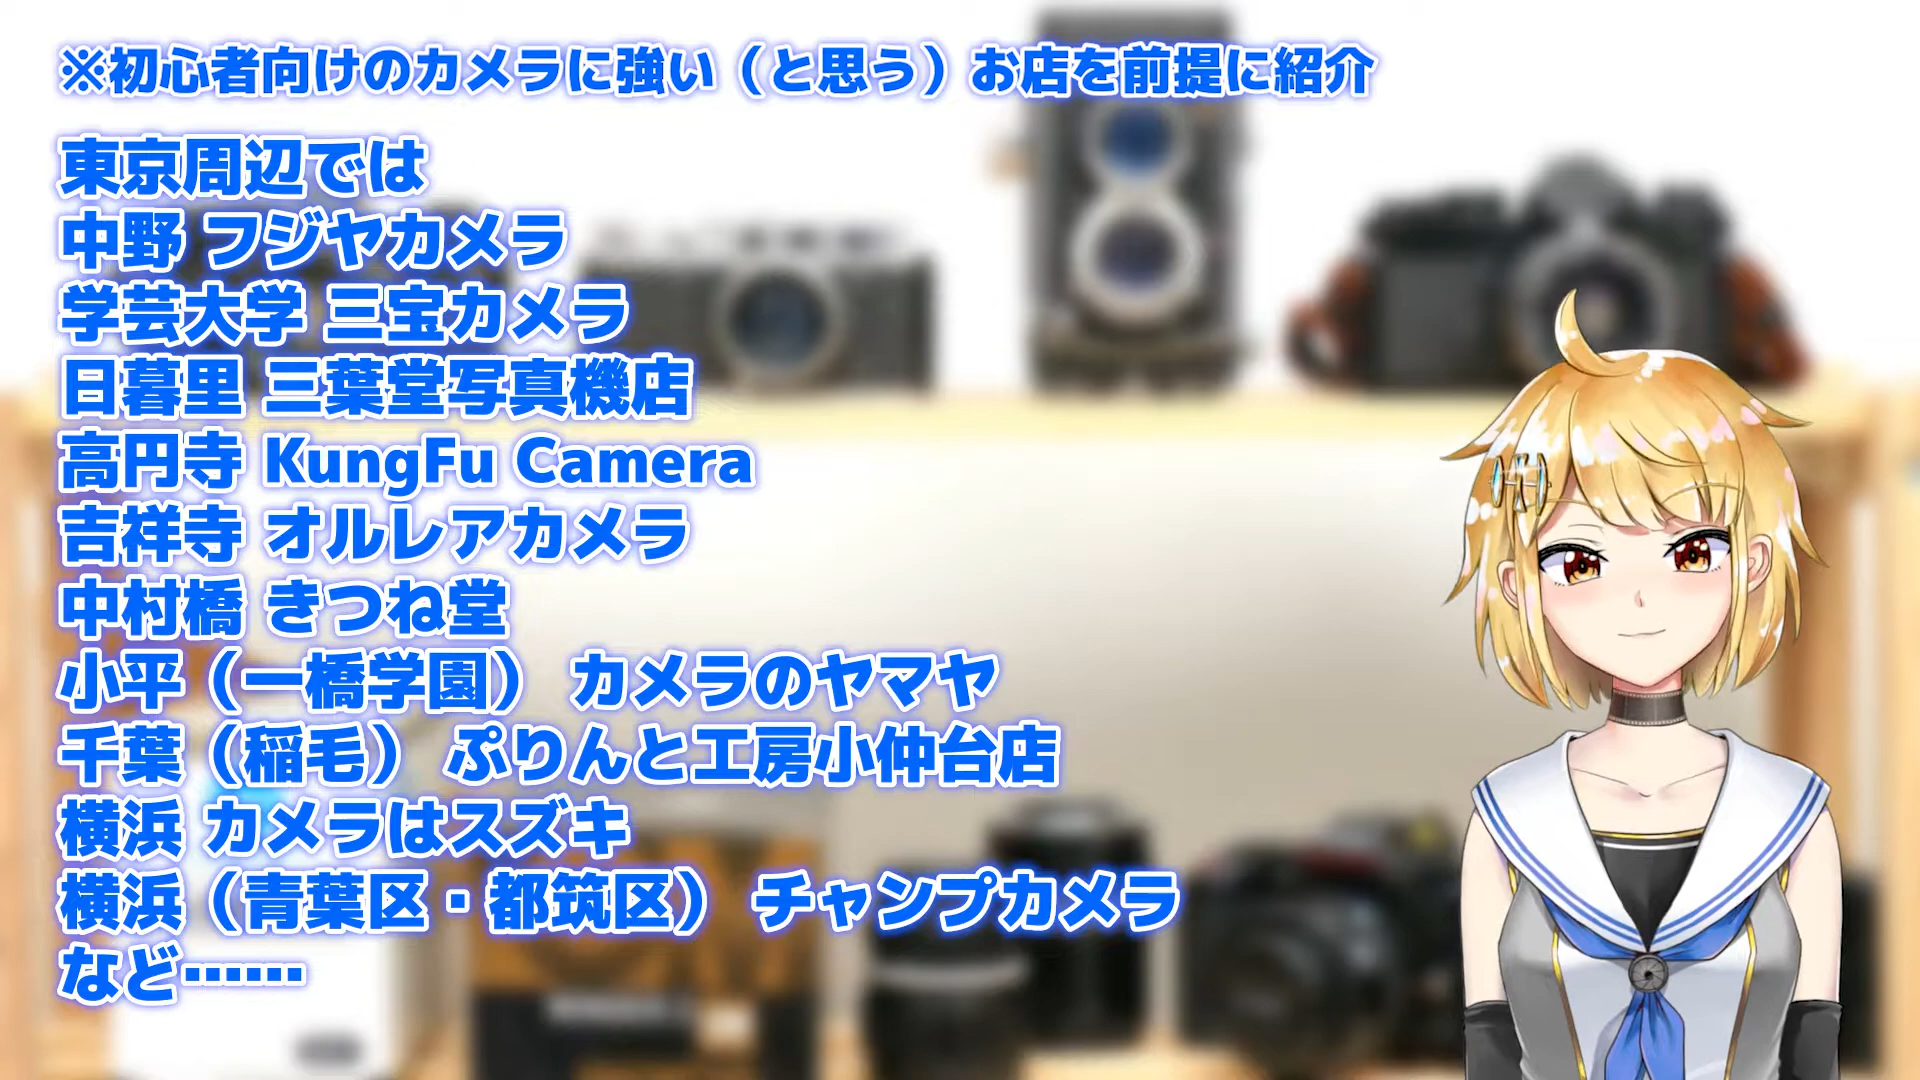 ※初心者向けのカメラに強い（と思う）お店を前提に紹介
東京周辺では
中野 フジヤカメラ
学芸大学 三宝カメラ
日暮里 三葉堂写真機店
高円寺 KungFu Camera
吉祥寺 オルレアカメラ
中村橋 きつね堂
小平（一橋学園） カメラのヤマヤ
千葉（稲毛） ぷりんと工房小仲台店
横浜 カメラはスズキ
横浜（青葉区・都筑区） チャンプカメラ
など……